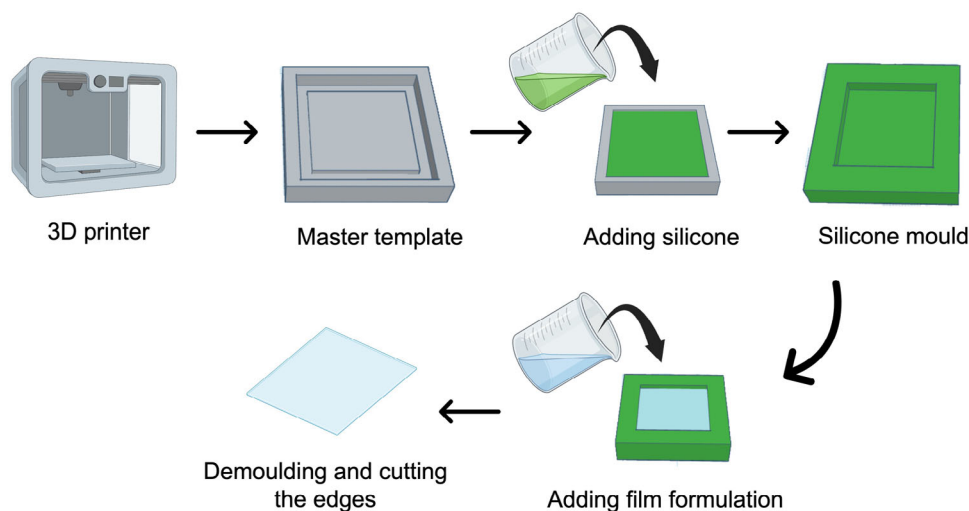 3D printer
Master template
Adding silicone
Silicone mould
Demoulding and cutting
the edges
Adding film formulation